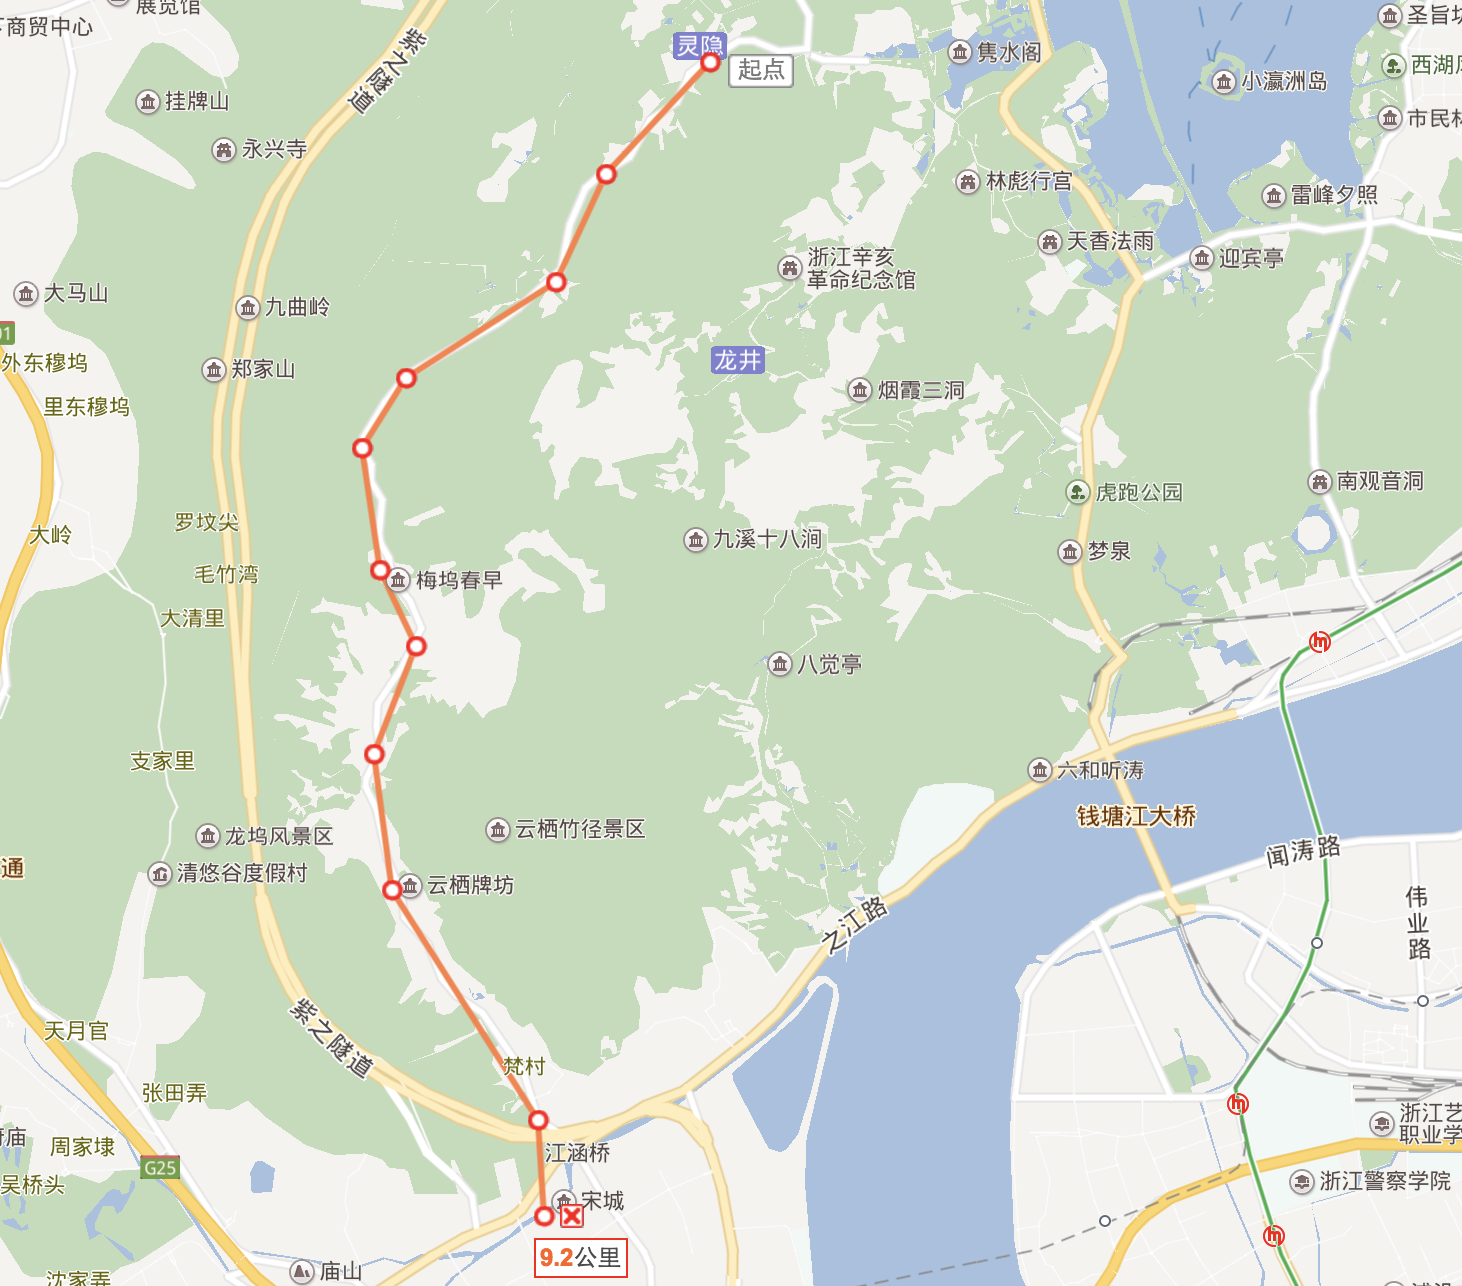 展览馆
商贸中心
紫之隧道
灵隐
起点
隽水阁
小瀛洲岛
圣旨坊
西湖风
挂牌山
市民林
永兴寺
林彪行宫
雷峰夕照
天香法雨
迎宾亭
浙江辛亥
革命纪念馆
大马山
九曲岭
外东穆坞
郑家山
龙井
烟霞三洞
里东穆坞
南观音洞
虎跑公园
罗坟尖
大岭
九溪十八涧
梦泉
毛竹湾
梅坞春早
大清里
八觉亭
支家里
六和听涛
钱塘江大桥
龙坞风景区
云栖竹径景区
闻涛路
通
清悠谷度假村
云栖牌坊
之江路
伟业路
天月官
紫之隧道
梵村
张田弄
浙江艺
职业学
周家埭
江涵桥
G25
吴桥头
宋城
浙江警察学院
9.2公里
庙山
沈家弄